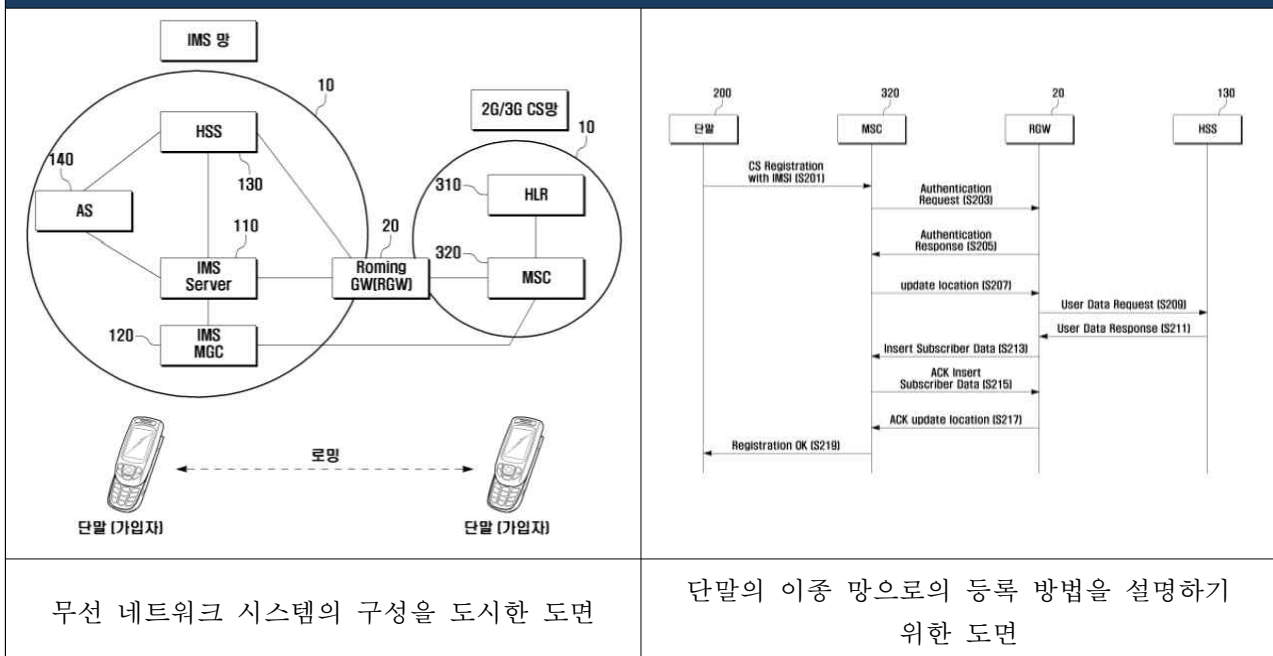 IMS 망
10
2G/3G CS망
10
HSS
140
130
310
HLR
AS
110
20
320
IMS
Server
Roming
GW(RGW)
MSC
120
IMS
MGC
로밍
단말 (가입자)
단말 (가입자)
무선 네트워크 시스템의 구성을 도시한 도면
200
320
20
130
단말
MSC
RGW
HSS
CS Registration
with IMSI (S201)
Authentication
Request (S203)
Authentication
Response (S205)
update location (S207)
User Data Request (S209)
User Data Response (S211)
Insert Subscriber Data (S213)
ACK Insert
Subscriber Data (S215)
ACK update location (S217)
Registration OK (S219)
단말의 이종 망으로의 등록 방법을 설명하기
위한 도면